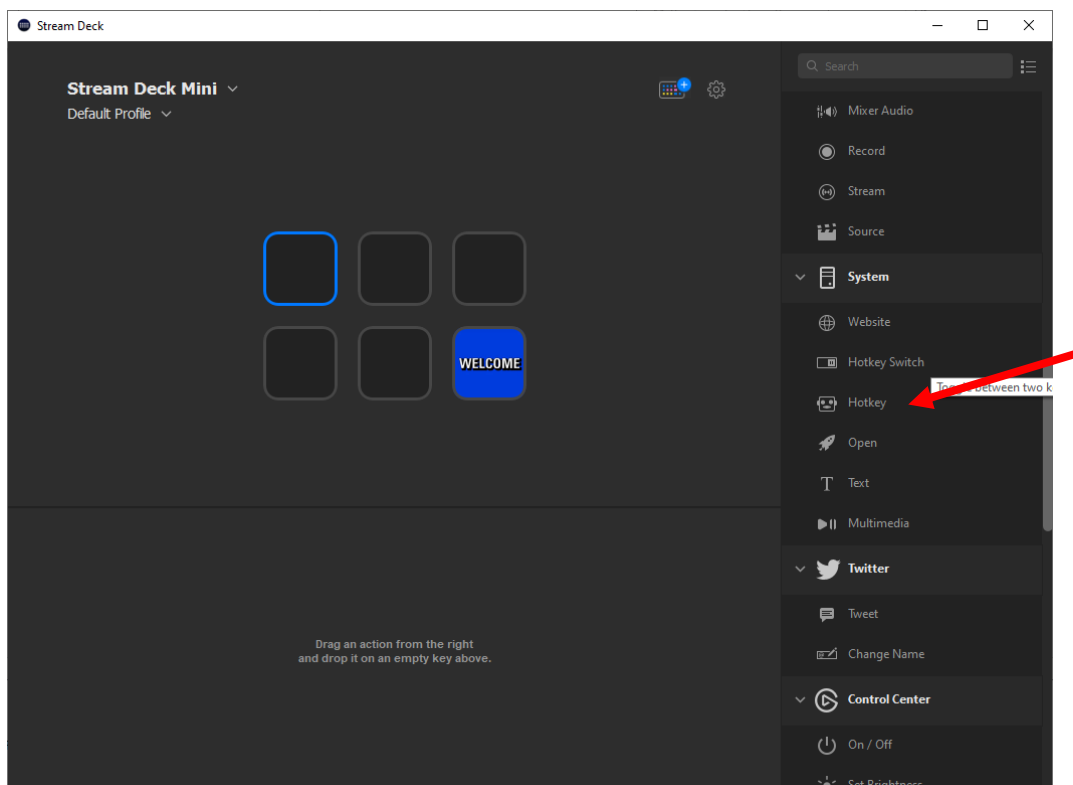 Stream Deck
Stream Deck Mini
Default Profile
WELCOME
Drag an action from the right
and drop it on an empty key above.
Search
Mixer Audio
Record
Stream
Source
System
Website
Hotkey Switch
between two k
Hotkey
Open
Text
Multimedia
Twitter
Tweet
Change Name
Control Center
On / Off
Set Brightness